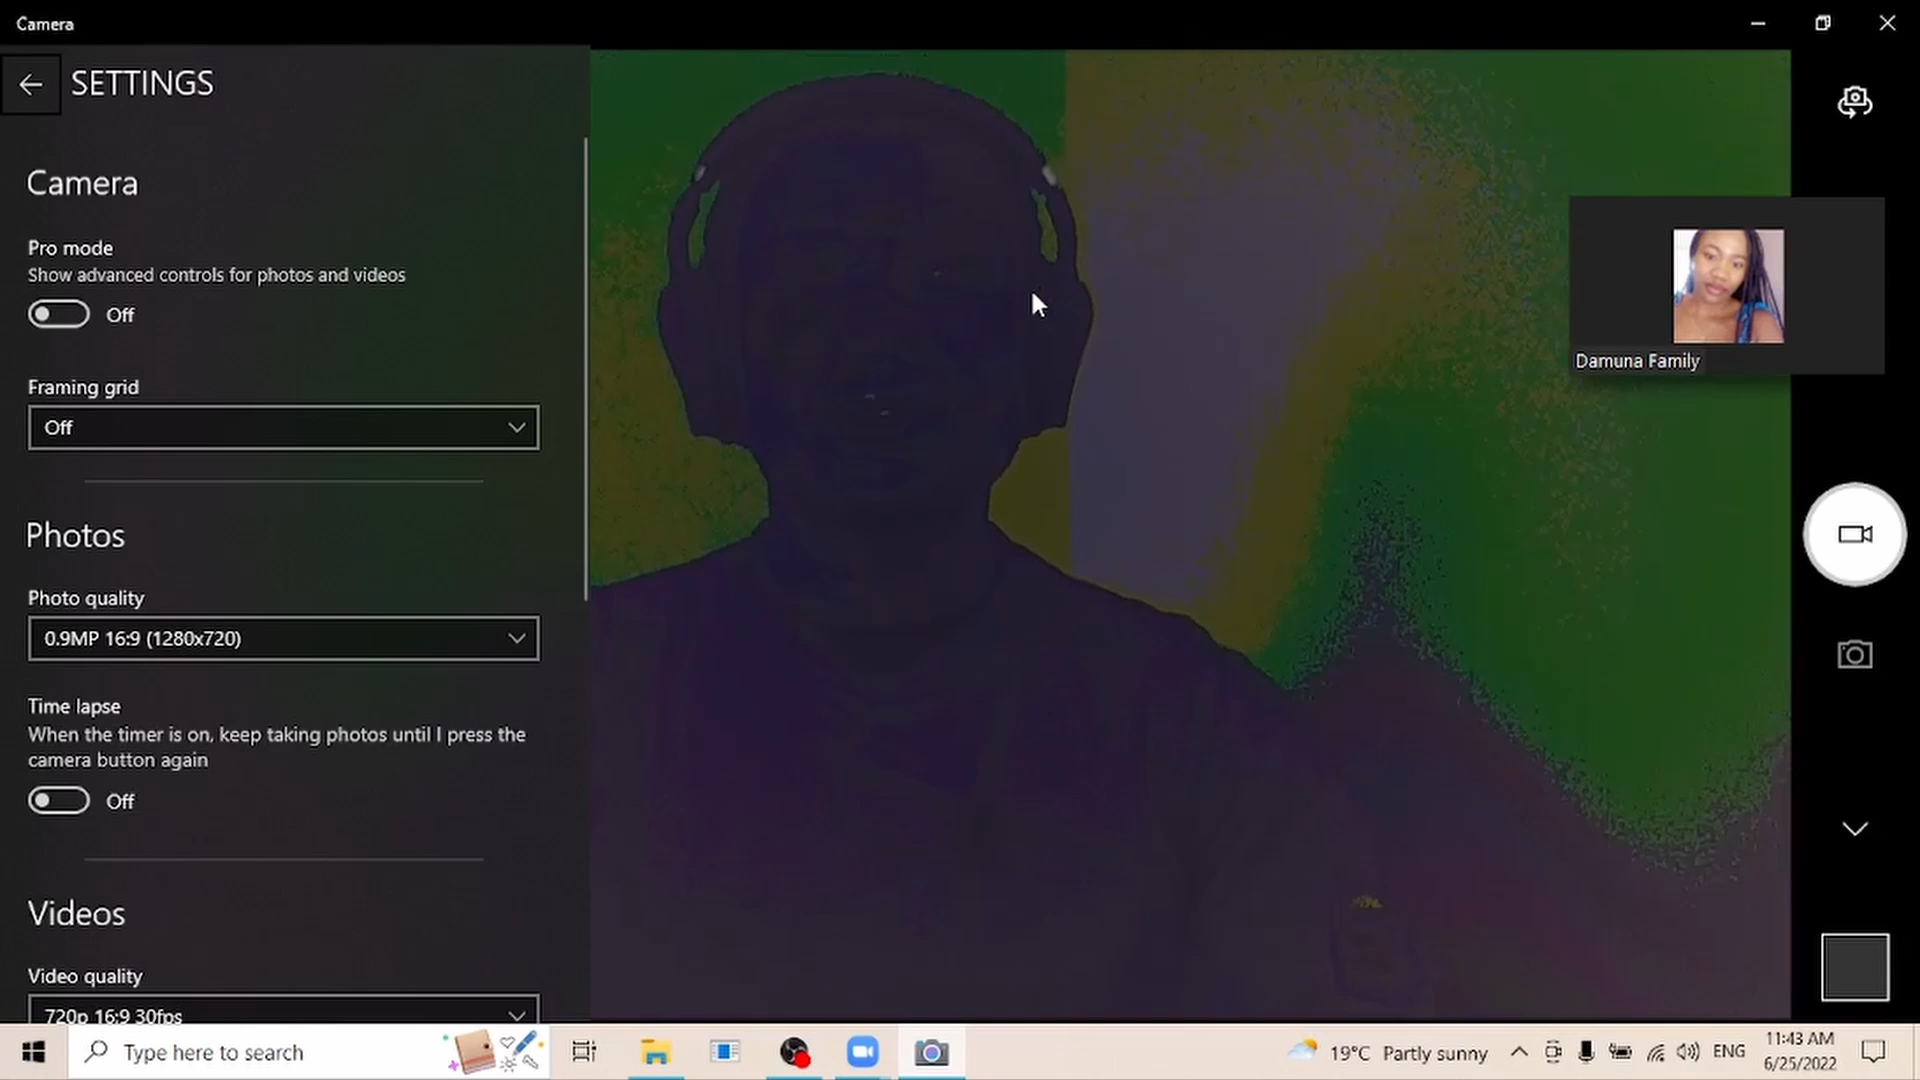 Camera
SETTINGS
Camera
Pro mode
Show advanced controls for photos and videos
Off
Framing grid
Off
Photos
Photo quality
0.9MP 16:9 (1280x720)
Time lapse
When the timer is on, keep taking photos until I press the
camera button again
Off
Videos
Video quality
720p 16:9 30fps
Damuna Family
Type here to search
19°C Partly sunny
ENG
11:43 AM
6/25/2022